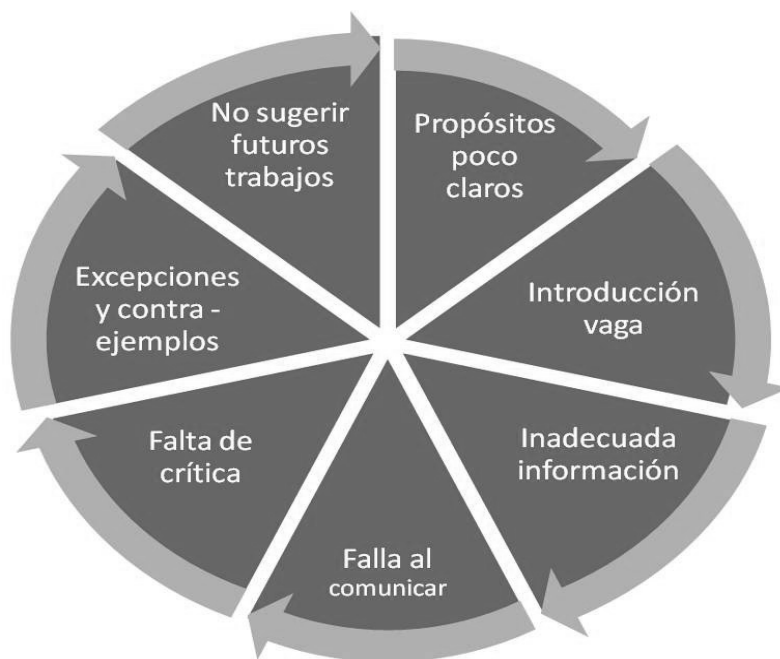 Propósitos
poco
claros
Introducción
vaga
Inadecuada
información
Falla al
comunicar
Falta de
crítica
Excepciones
y contra -
ejemplos
No sugerir
futuros
trabajos